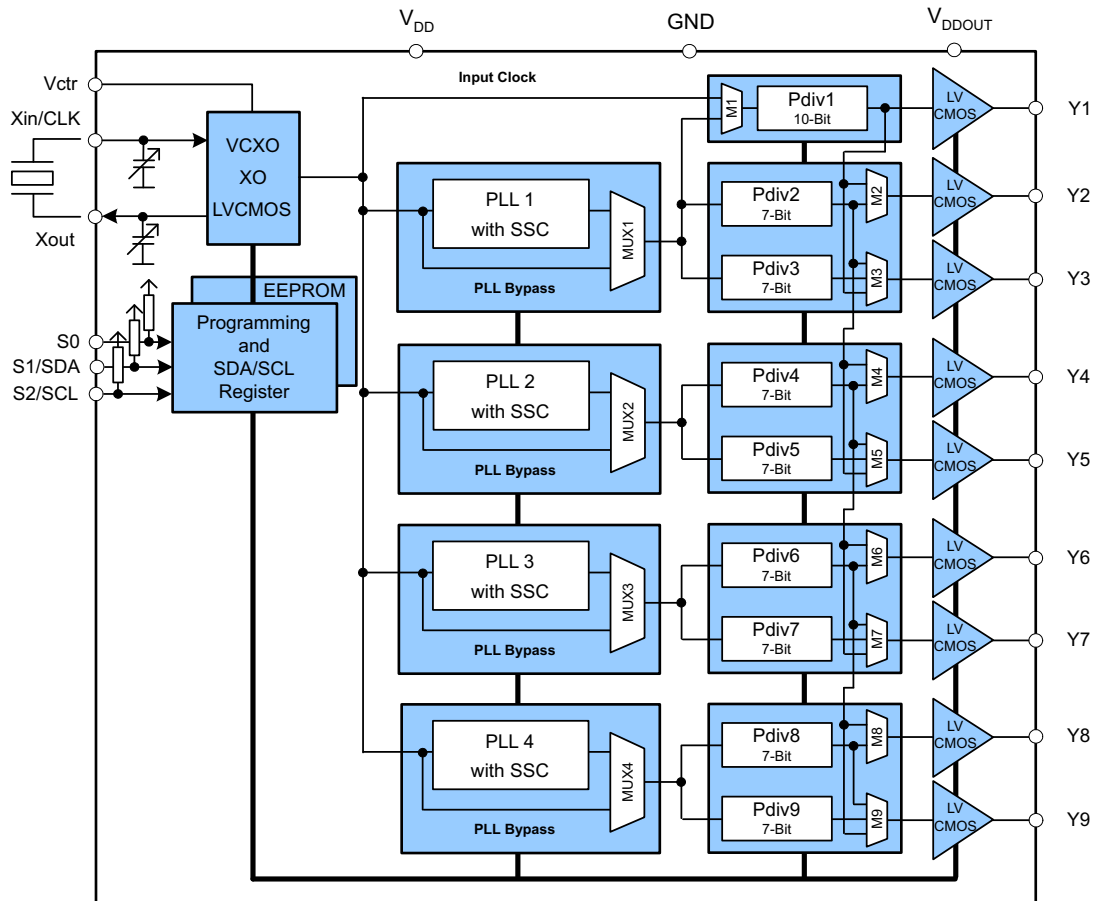 V_DD
GND
V_DDOUT
Vctr
Input Clock
Xin/CLK
VCXO
XO
LVCMOS
Xout
EEPROM
Programming
and
SDA/SCL
Register
S0
S1/SDA
S2/SCL
M1
Pdiv1
10-Bit
LV
CMOS
Y1
PLL 1
with SSC
MUX1
PLL Bypass
Pdiv2
7-Bit
M2
LV
CMOS
Y2
Pdiv3
7-Bit
M3
LV
CMOS
Y3
PLL 2
with SSC
MUX2
PLL Bypass
Pdiv4
7-Bit
M4
LV
CMOS
Y4
Pdiv5
7-Bit
M5
LV
CMOS
Y5
PLL 3
with SSC
MUX3
PLL Bypass
Pdiv6
7-Bit
M6
LV
CMOS
Y6
Pdiv7
7-Bit
M7
LV
CMOS
Y7
PLL 4
with SSC
MUX4
PLL Bypass
Pdiv8
7-Bit
M8
LV
CMOS
Y8
Pdiv9
7-Bit
M9
LV
CMOS
Y9